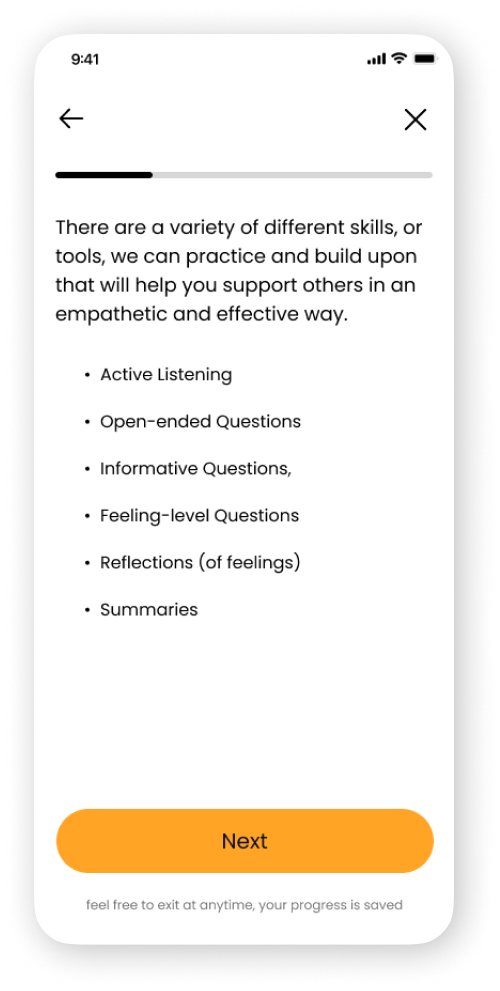 9:41
There are a variety of different skills, or
tools, we can practice and build upon
that will help you support others in an
empathetic and effective way.
• Active Listening
• Open-ended Questions
• Informative Questions,
• Feeling-level Questions
• Reflections (of feelings)
• Summaries
Next
feel free to exit at anytime, your progress is saved